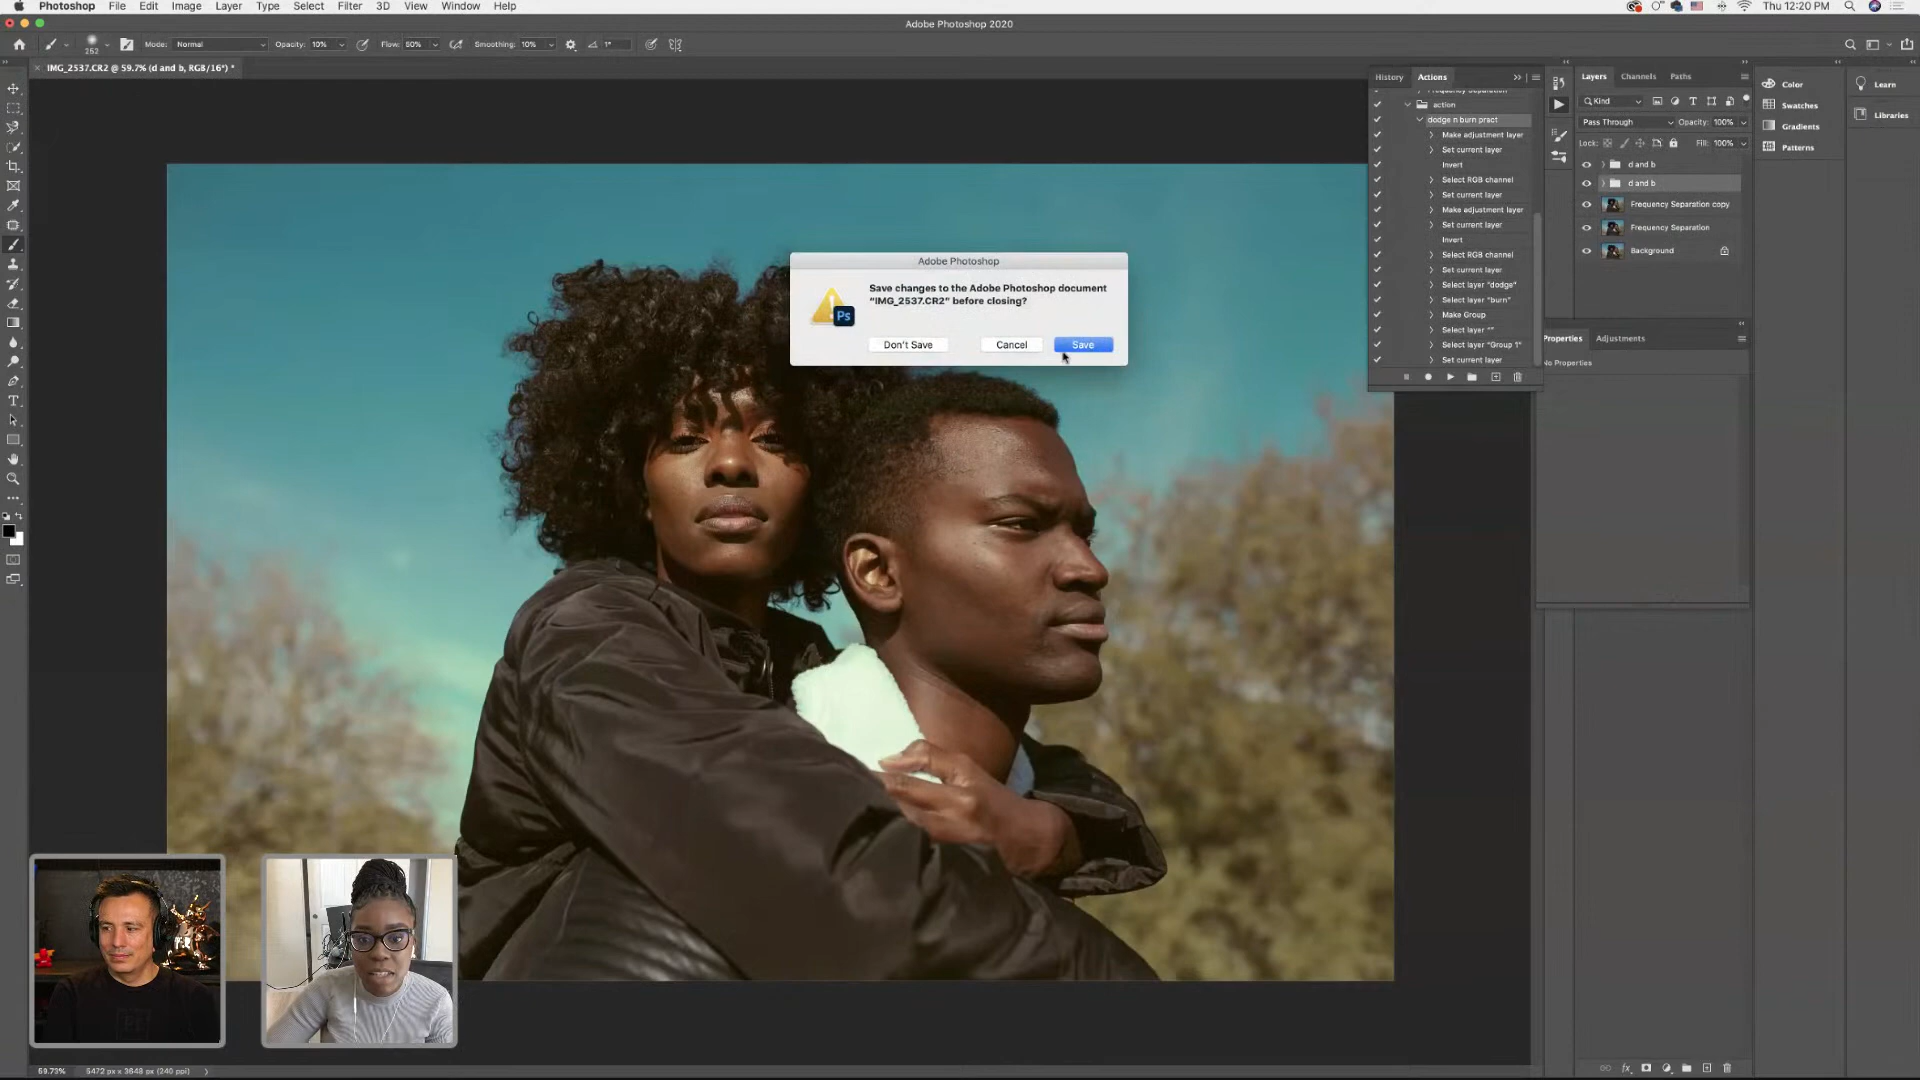 Photoshop File Edit Image Layer Type Select Filter 3D View Window Help
Thu 12:20 PM
Adobe Photoshop 2020
252
Mode: Normal
Opacity: 10%
Flow: 50%
Smoothing: 10%
1°
IMG_2537.CR2 @ 59.7% (d and b, RGB/16*) *
History Actions
Frequency Separation
action
dodge n burn pract
Make adjustment layer
Set current layer
Invert
Select RGB channel
Set current layer
Make adjustment layer
Set current layer
Invert
Select RGB channel
Set current layer
Select layer "dodge"
Select layer "burn"
Make Group
Select layer ""
Select layer "Group 1"
Set current layer
Layers Channels Paths
Kind
Pass Through
Opacity: 100%
Lock:
Fill: 100%
d and b
d and b
Frequency Separation copy
Frequency Separation
Background
Properties Adjustments
No Properties
Color
Swatches
Gradients
Patterns
Learn
Libraries
Adobe Photoshop
Save changes to the Adobe Photoshop document
"IMG_2537.CR2" before closing?
Ps
Don't Save
Cancel
Save
59.73%
5472 px x 3648 px (240 ppi)